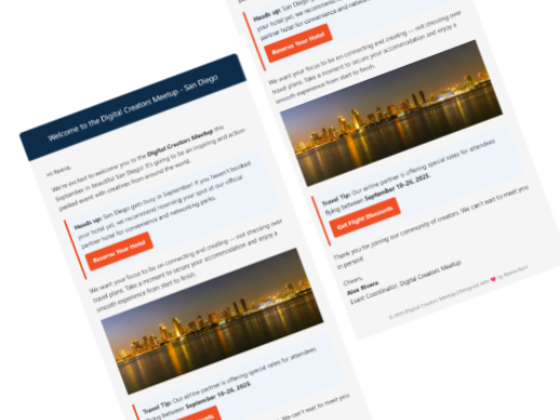 Welcome to the Digital Creators Meetup - San Diego
Hi Name,
We're excited to welcome you to the Digital Creators Meetup this
September in beautiful San Diego! It's going to be an inspiring and action-
packed event with creatives from around the world.
Heads up: San Diego gets busy in September! If you haven't booked
your hotel yet, we recommend reserving your spot at our official
partner hotel for convenience and networking perks.
Reserve Your Hotel
We want your focus to be on connecting and creating — not stressing over
travel plans. Take a moment to secure your accommodation and enjoy a
smooth experience from start to finish.
Travel Tip: Our airline partner is offering special rates for attendees
flying between September 18-26, 2025.
Can't wait to meet you
Heads up: San Diego
your hotel yet, we recommend
partner hotel for convenience and networking
Reserve Your Hotel
We want your focus to be on connecting and creating — not stressing over
travel plans. Take a moment to secure your accommodation and enjoy a
smooth experience from start to finish.
Travel Tip: Our airline partner is offering special rates for attendees
flying between September 18-26, 2025.
Get Flight Discounts
Thank you for joining our community of creators. We can't wait to meet you
in person!
Cheers,
Alex Rivera
Event Coordinator, Digital Creators Meetup
© 2025 Digital Creators Meetup | Designed with ❤ by